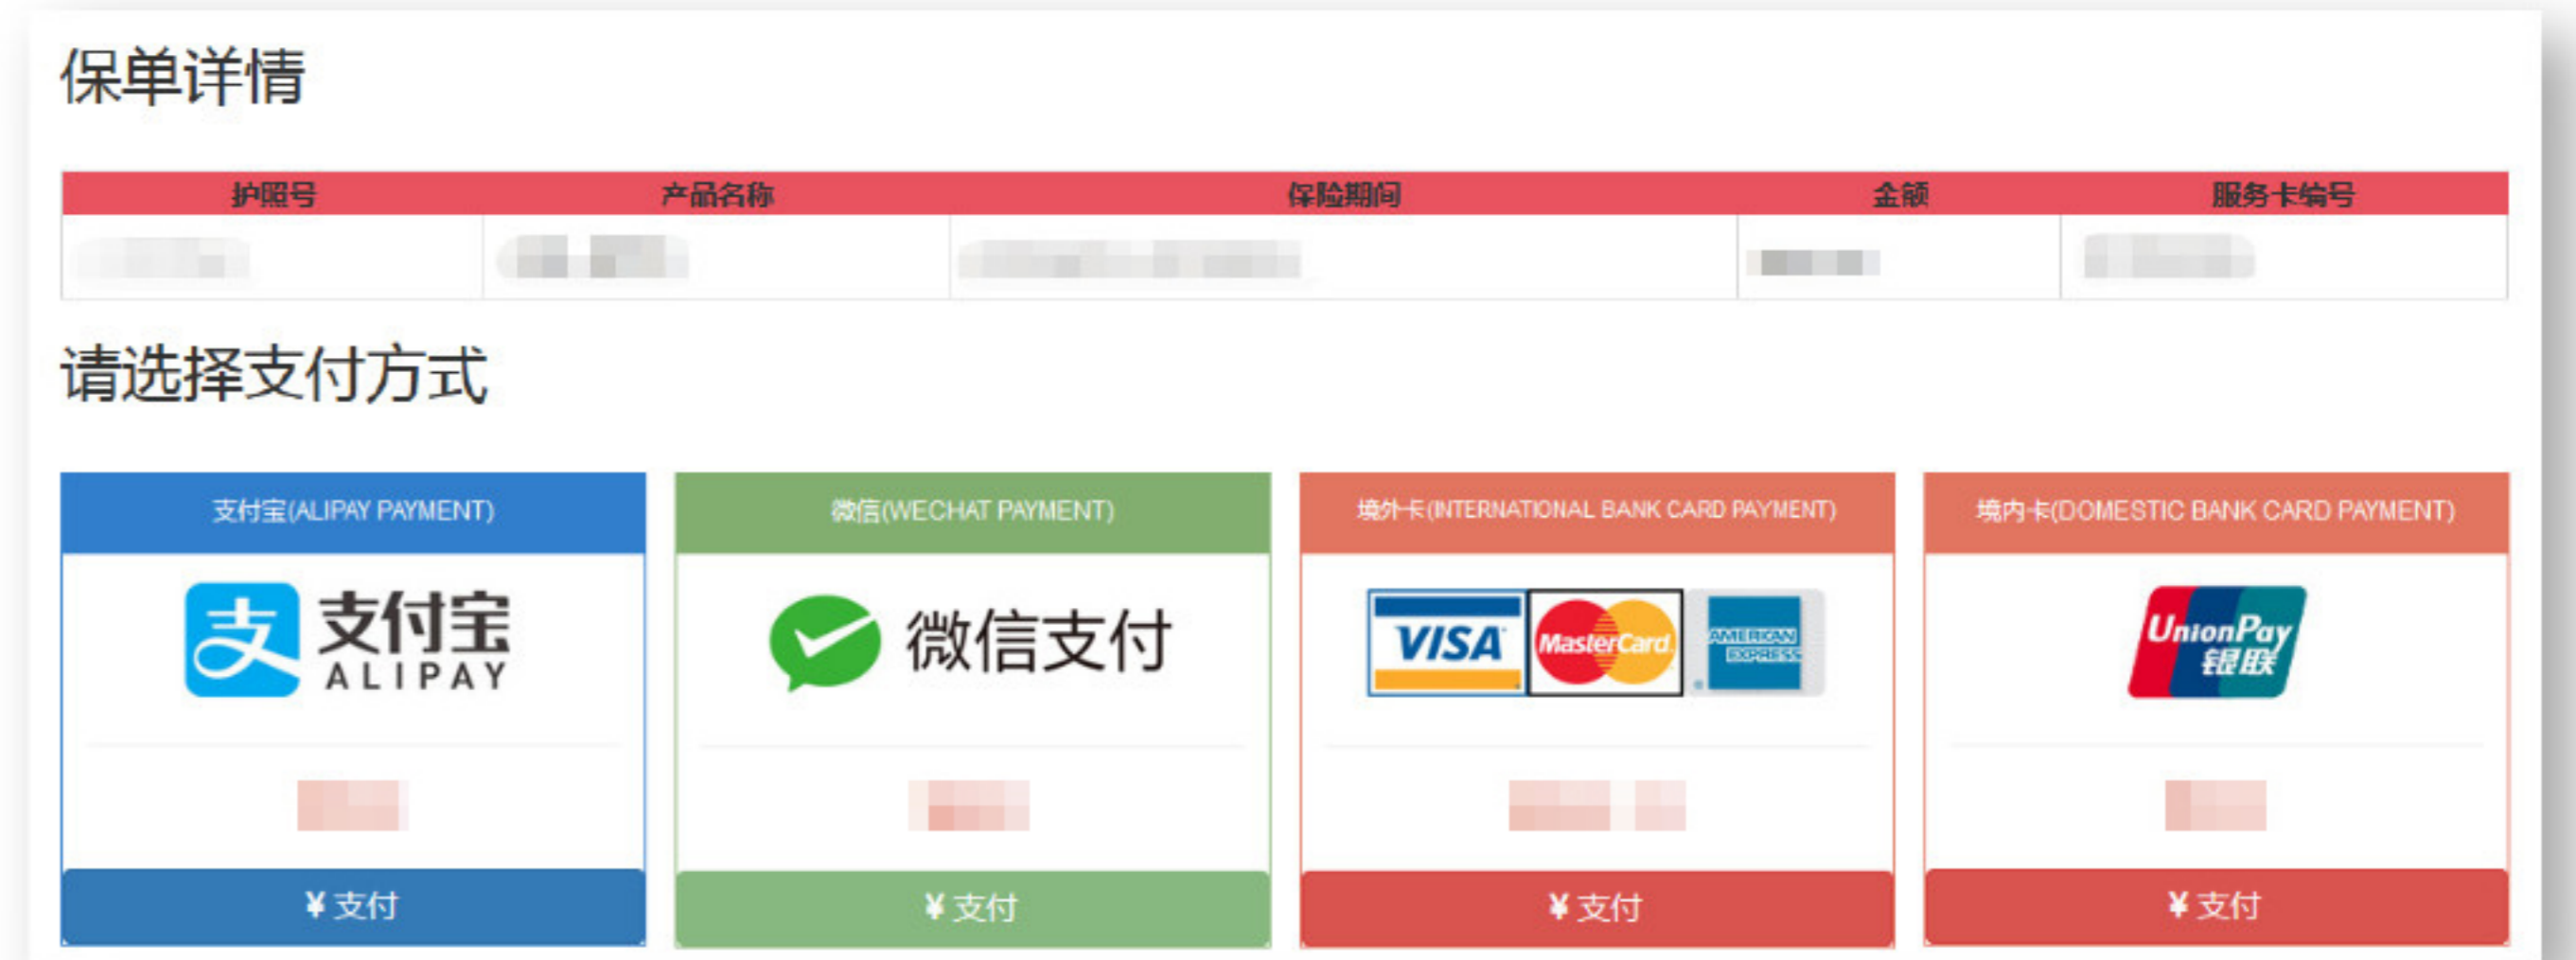 保单详情
护照号 产品名称 保险期间 金额 服务卡编号
请选择支付方式
支付宝(ALIPAY PAYMENT) 微信(WECHAT PAYMENT) 境外卡(INTERNATIONAL BANK CARD PAYMENT) 境内卡(DOMESTIC BANK CARD PAYMENT)
支 支付宝 微信支付 VISA MasterCard AMERICAN UnionPay
ALIPAY EXPRESS 银联
¥ 支付 ¥ 支付 ¥ 支付 ¥ 支付